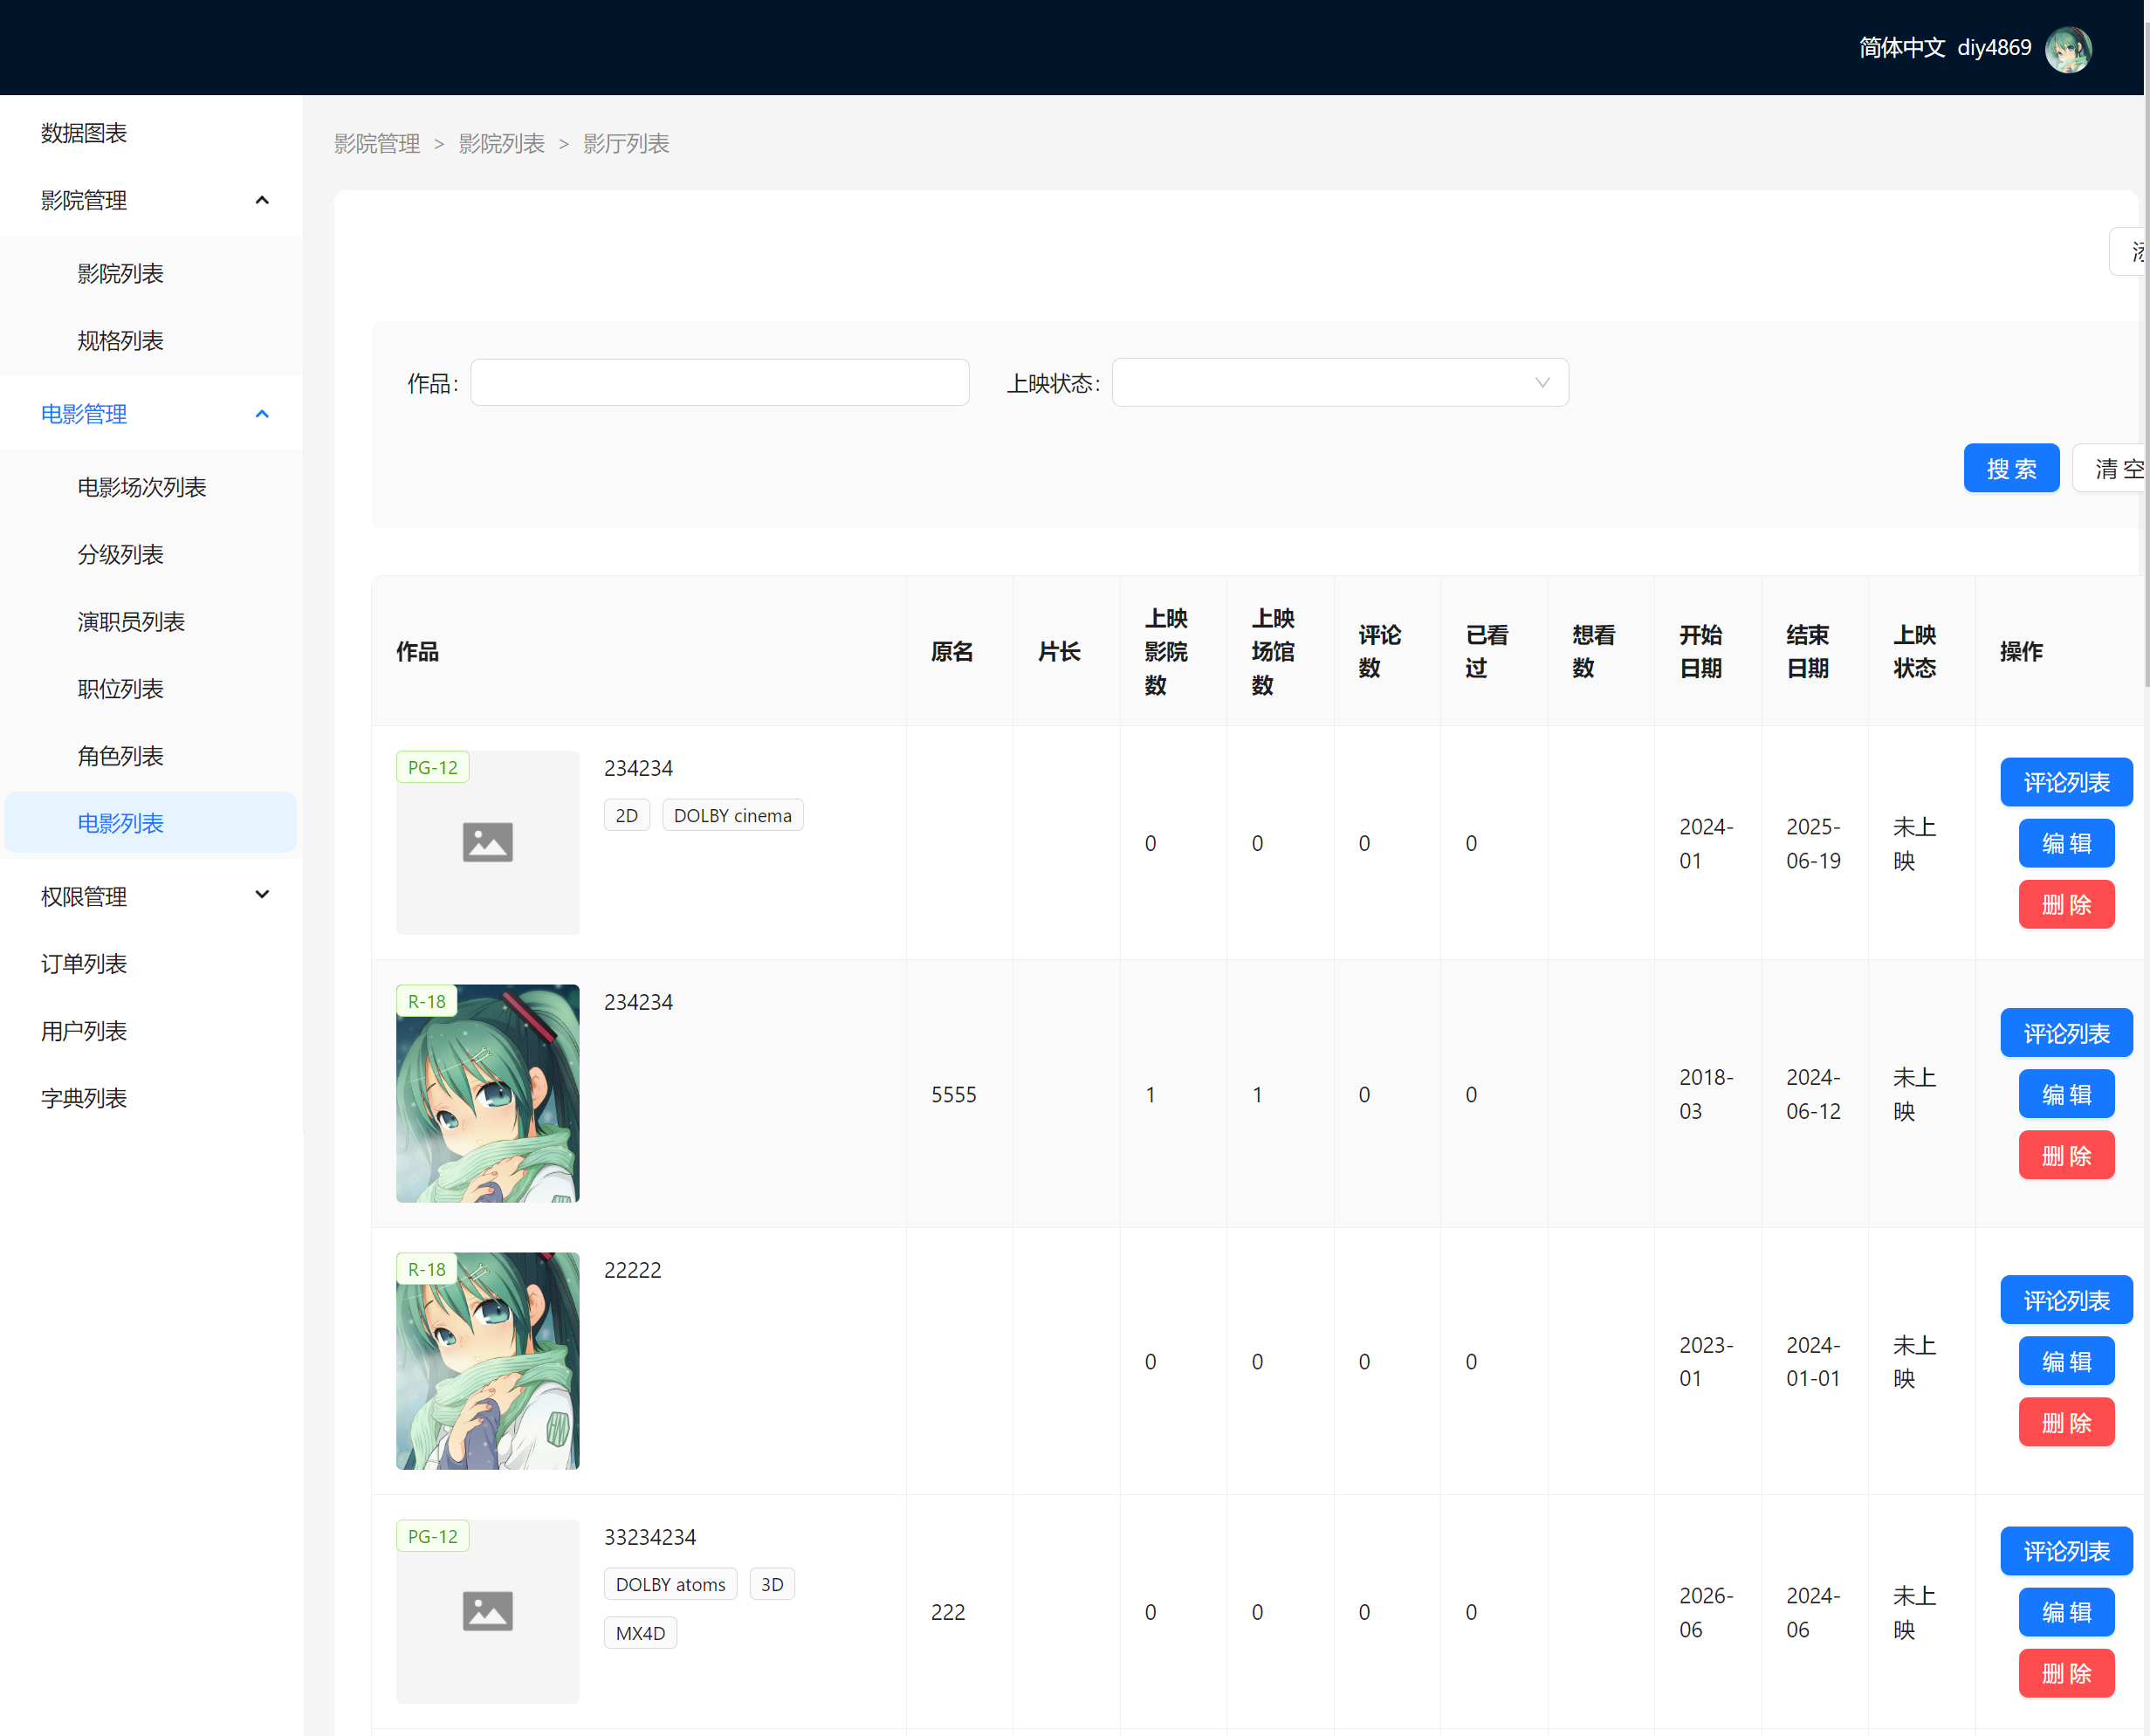 简体中文 diy4869
数据图表
影院管理
影院列表
规格列表
电影管理
电影场次列表
分级列表
演职员列表
职位列表
角色列表
电影列表
权限管理
订单列表
用户列表
字典列表
影院管理 > 影院列表 > 影厅列表
作品:
上映状态:
搜 索 清 空
作品 原名 片长 上映影院数 上映场馆数 评论数 已看过 想看数 开始日期 结束日期 上映状态 操作
PG-12
234234
2D DOLBY cinema
0 0 0 0 2024-01 2025-06-19 未上映
评论列表
编 辑
删 除
R-18
234234
5555 1 1 0 0 2018-03 2024-06-12 未上映
评论列表
编 辑
删 除
R-18
22222
0 0 0 0 2023-01 2024-01-01 未上映
评论列表
编 辑
删 除
PG-12
33234234
DOLBY atoms 3D
MX4D
222 0 0 0 0 2026-06 2024-06 未上映
评论列表
编 辑
删 除